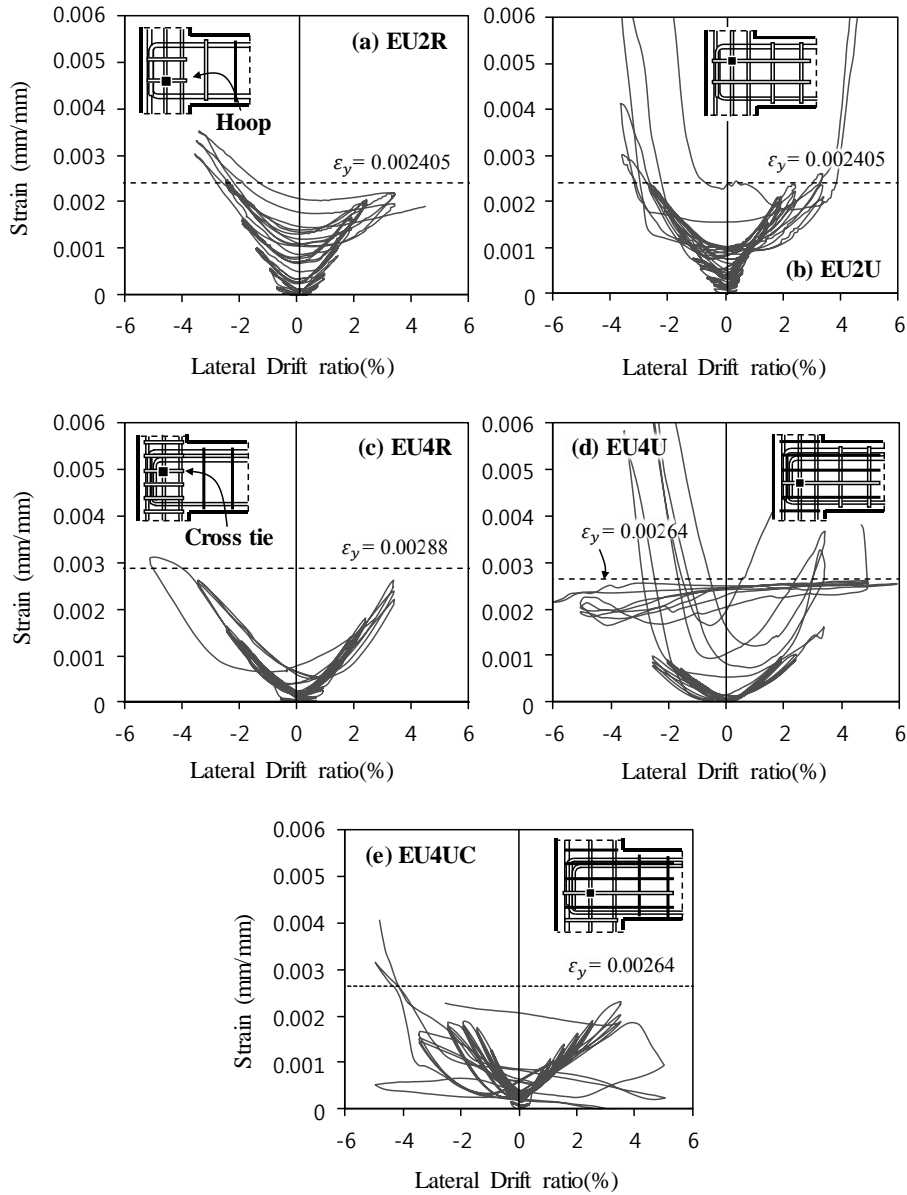 (a) EU2R
Hoop
εy = 0.002405
Strain (mm/mm)
0.006
0.005
0.004
0.003
0.002
0.001
0
-6 -4 -2 0 2 4 6
Lateral Drift ratio(%)
0.006
0.005
0.004
0.003
0.002
0.001
0
εy = 0.002405
(b) EU2U
-6 -4 -2 0 2 4 6
Lateral Drift ratio(%)
(c) EU4R
Cross tie
εy = 0.00288
Strain (mm/mm)
0.006
0.005
0.004
0.003
0.002
0.001
0
-6 -4 -2 0 2 4 6
Lateral Drift ratio(%)
(d) EU4U
εy = 0.00264
0.006
0.005
0.004
0.003
0.002
0.001
0
-6 -4 -2 0 2 4 6
Lateral Drift ratio(%)
(e) EU4UC
εy = 0.00264
Strain (mm/mm)
0.006
0.005
0.004
0.003
0.002
0.001
0
-6 -4 -2 0 2 4 6
Lateral Drift ratio(%)